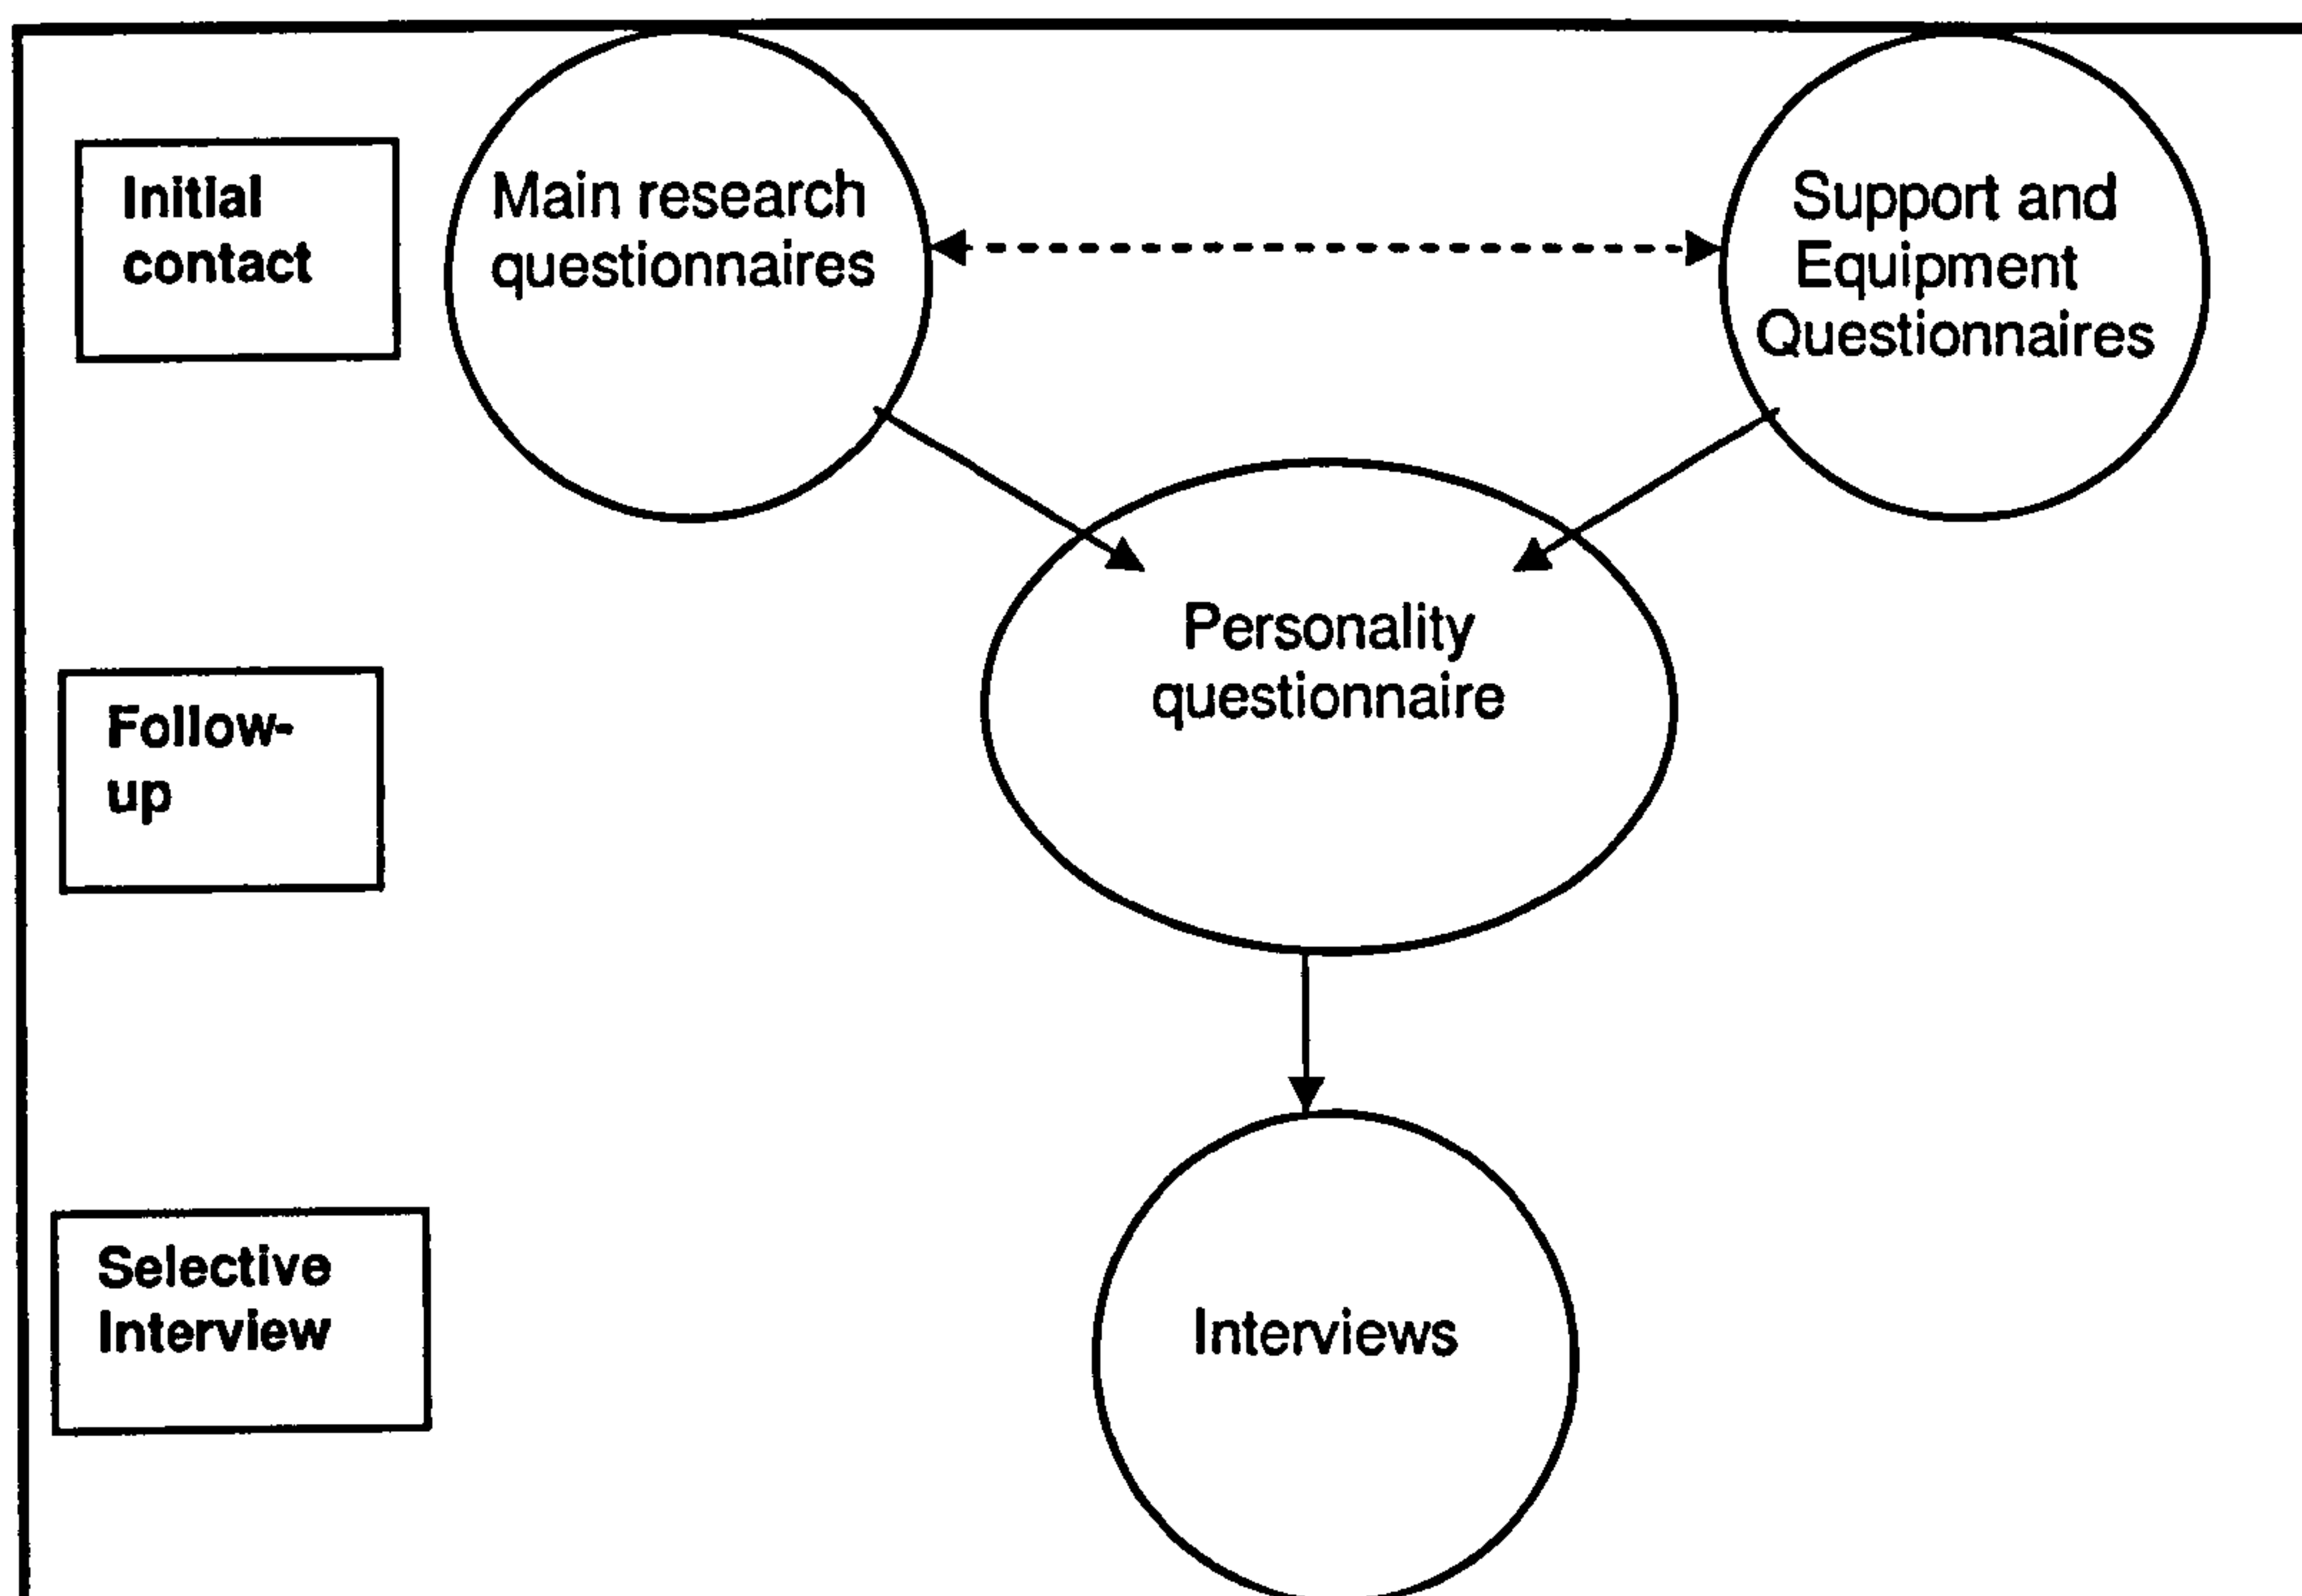 Initial
contact
Main research
questionnaires
Support and
Equipment
Questionnaires
Personality
questionnaire
Follow-
up
Selective
Interview
Interviews